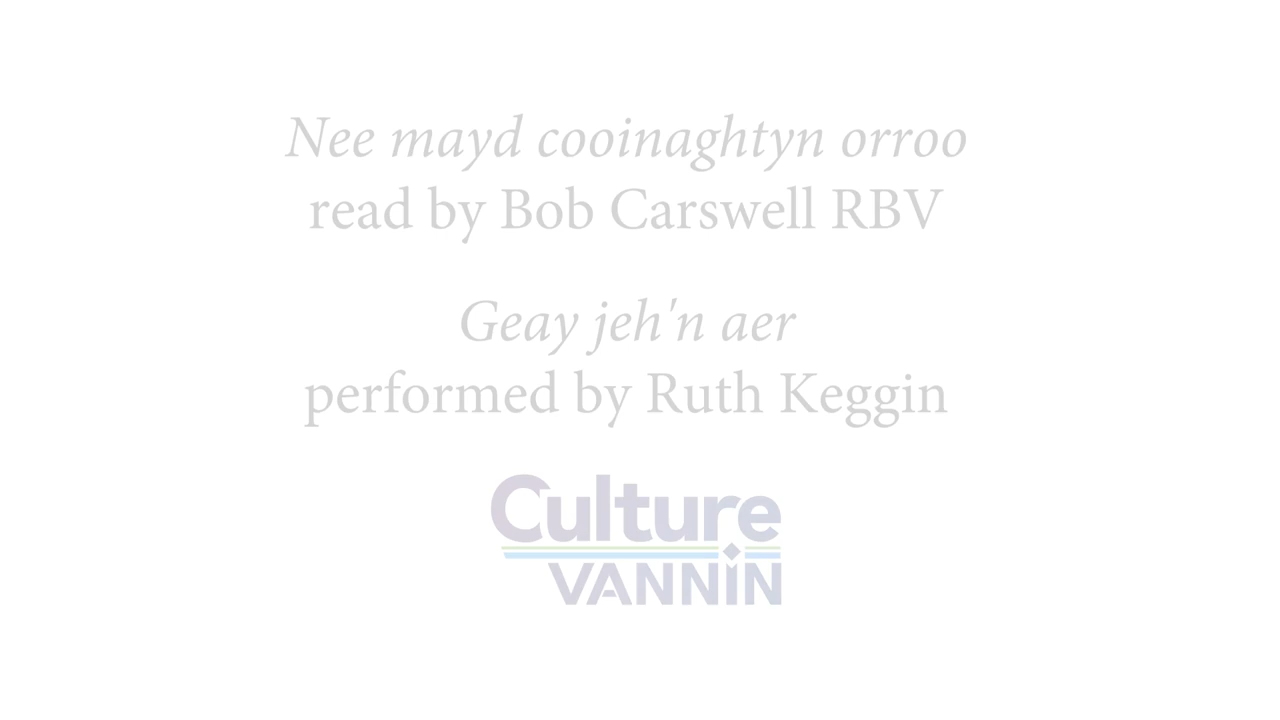 Nee mayd cooinaghtyn orroo
read by Bob Carswell RBV
Geay jeh'n aer
performed by Ruth Keggin
Culture
VANNIN